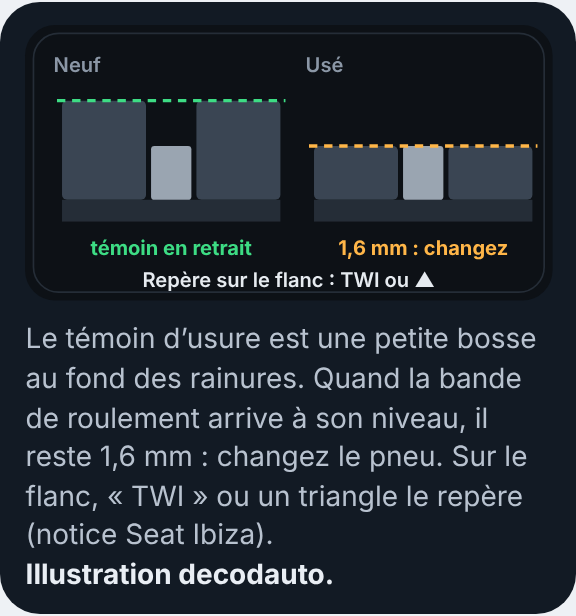 Neuf
Usé
témoin en retrait
1,6 mm : changez
Repère sur le flanc : TWI ou ▲
Le témoin d’usure est une petite bosse
au fond des rainures. Quand la bande
de roulement arrive à son niveau, il
reste 1,6 mm : changez le pneu. Sur le
flanc, « TWI » ou un triangle le repère
(notice Seat Ibiza).
Illustration decodauto.